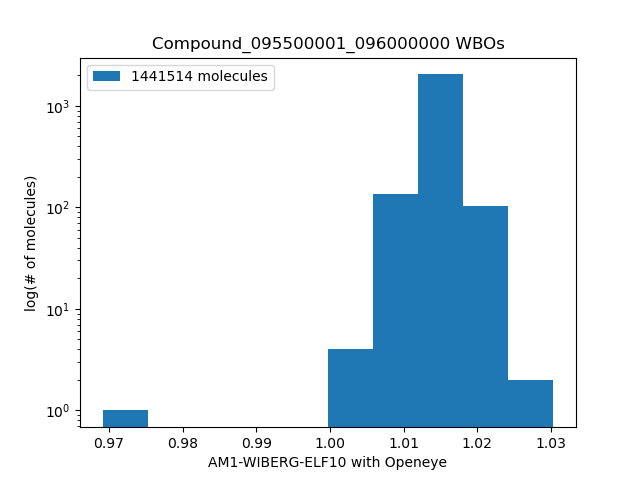 Compound_095500001_096000000 WBOs
1441514 molecules
log(# of molecules)
10³
10²
10¹
10⁰
0.97 0.98 0.99 1.00 1.01 1.02 1.03
AM1-WIBERG-ELF10 with Openeye